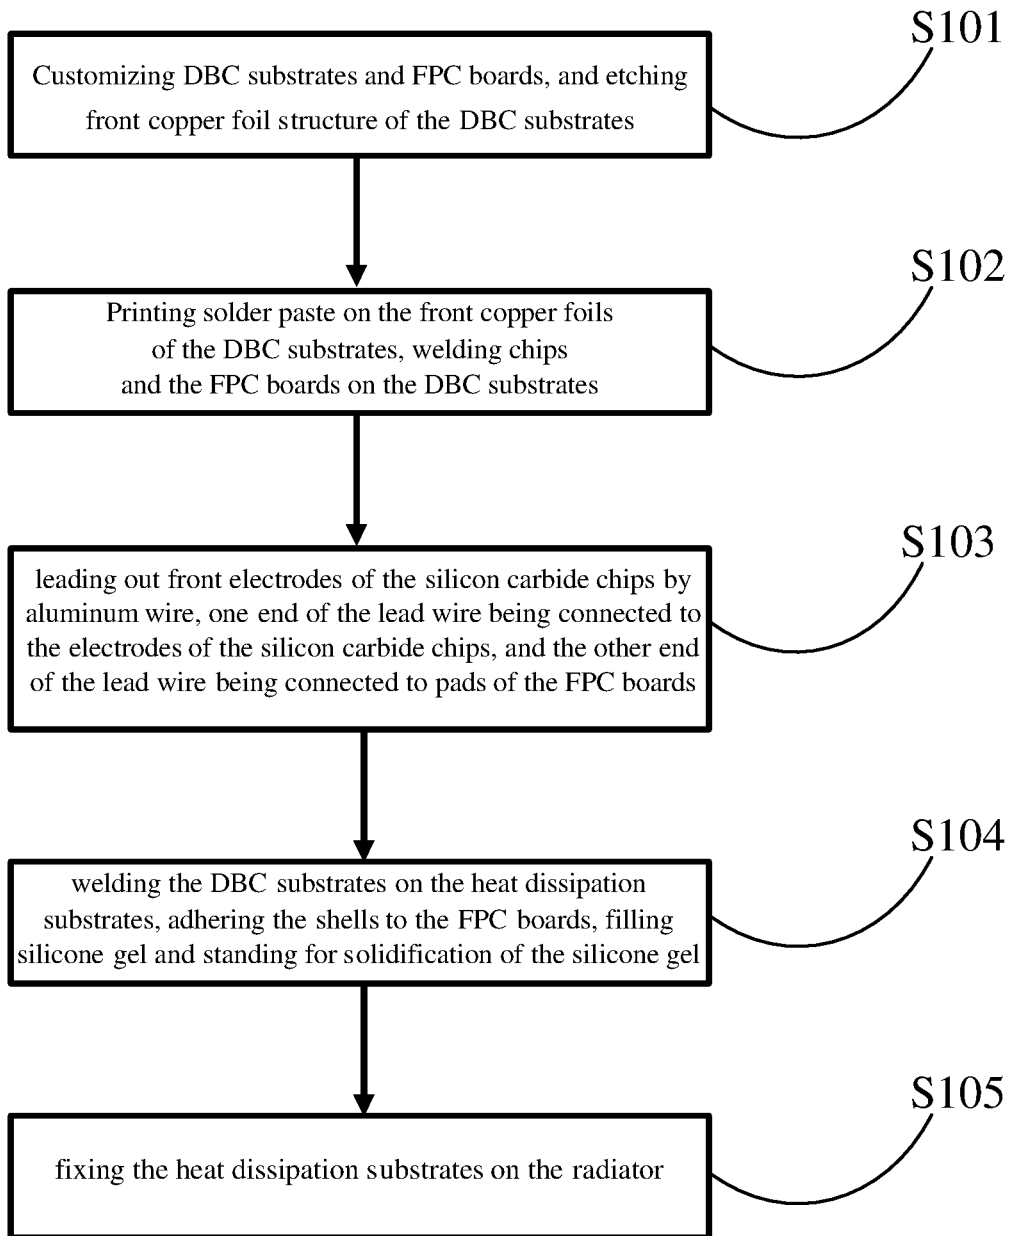 S101
Customizing DBC substrates and FPC boards, and etching
front copper foil structure of the DBC substrates
S102
Printing solder paste on the front copper foils
of the DBC substrates, welding chips
and the FPC boards on the DBC substrates
S103
leading out front electrodes of the silicon carbide chips by
aluminum wire, one end of the lead wire being connected to
the electrodes of the silicon carbide chips, and the other end
of the lead wire being connected to pads of the FPC boards
S104
welding the DBC substrates on the heat dissipation
substrates, adhering the shells to the FPC boards, filling
silicone gel and standing for solidification of the silicone gel
S105
fixing the heat dissipation substrates on the radiator